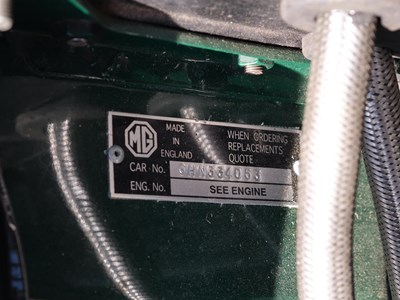 MG
MADE
IN
ENGLAND
WHEN ORDERING
REPLACEMENTS
QUOTE
CAR No.
ENG. No. SEE ENGINE